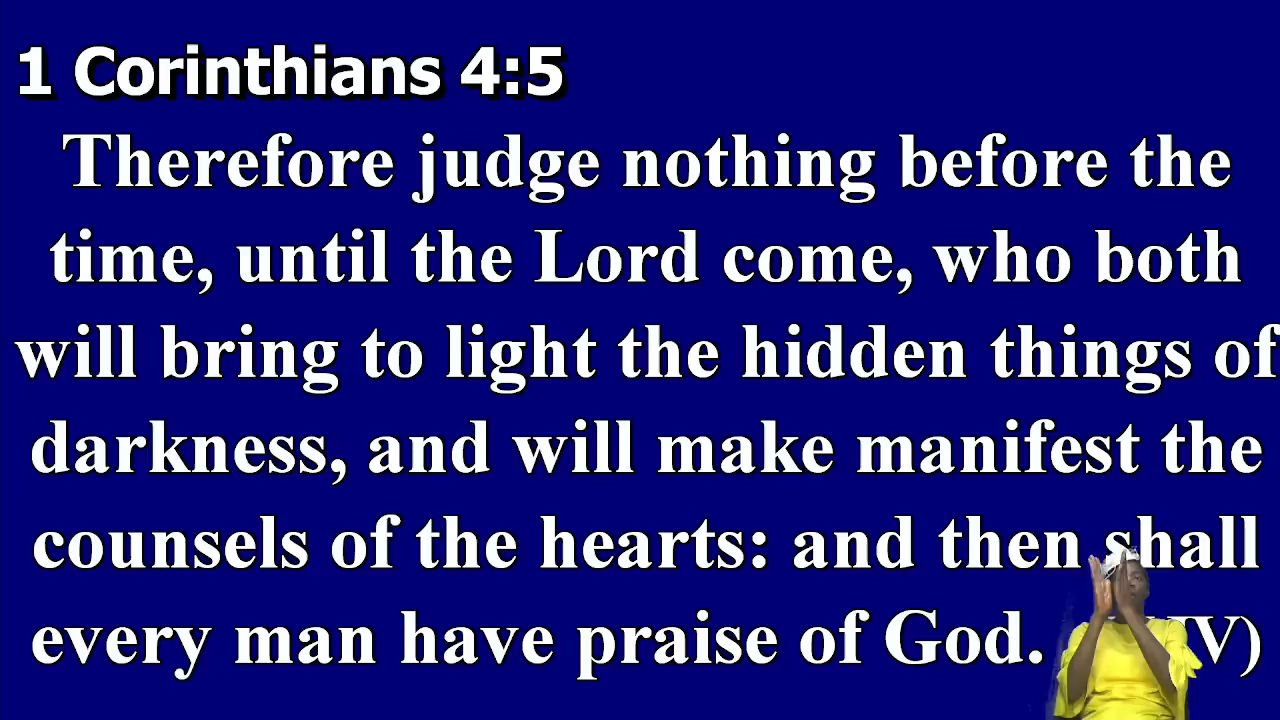 1 Corinthians 4:5
Therefore judge nothing before the
time, until the Lord come, who both
will bring to light the hidden things of
darkness, and will make manifest the
counsels of the hearts: and then shall
every man have praise of God.